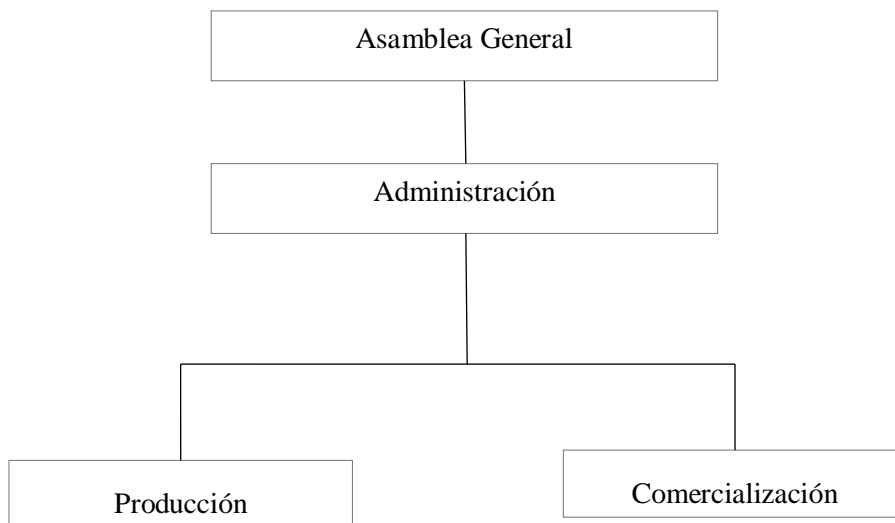 Asamblea General
Administración
Producción
Comercialización